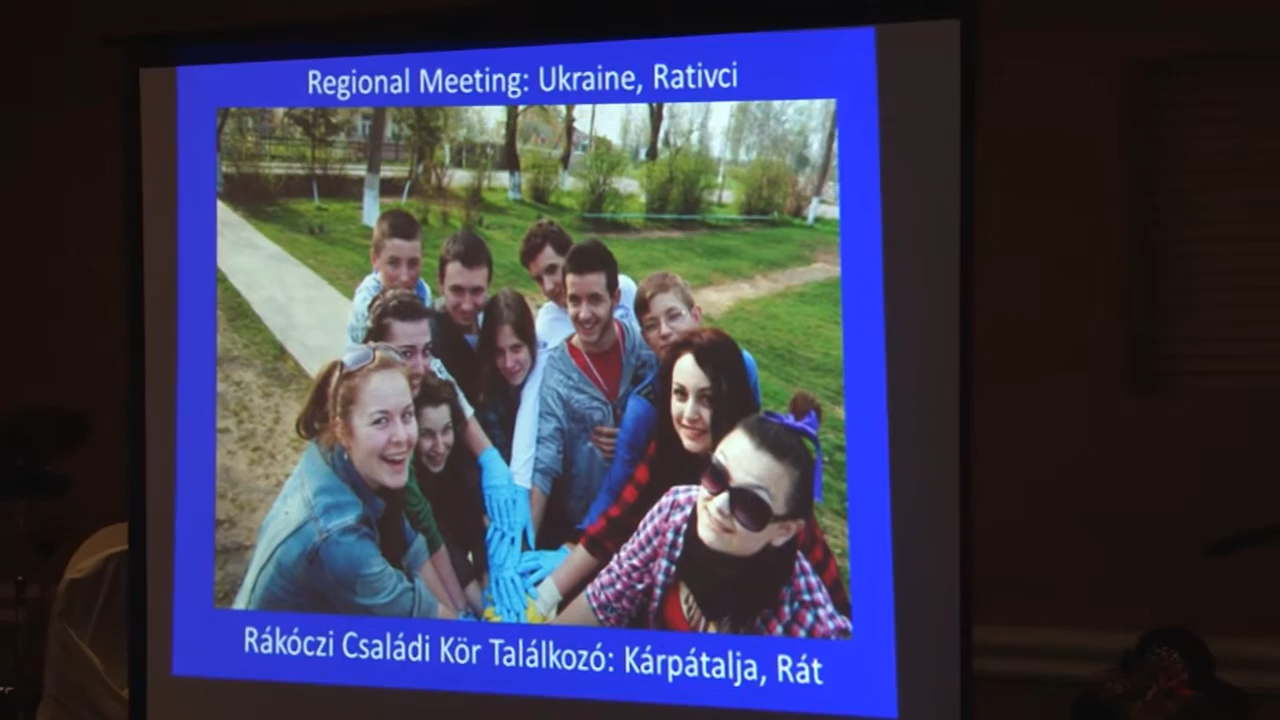 Regional Meeting: Ukraine, Rativci
Rákóczi Családi Kör Találkozó: Kárpátalja, Rát